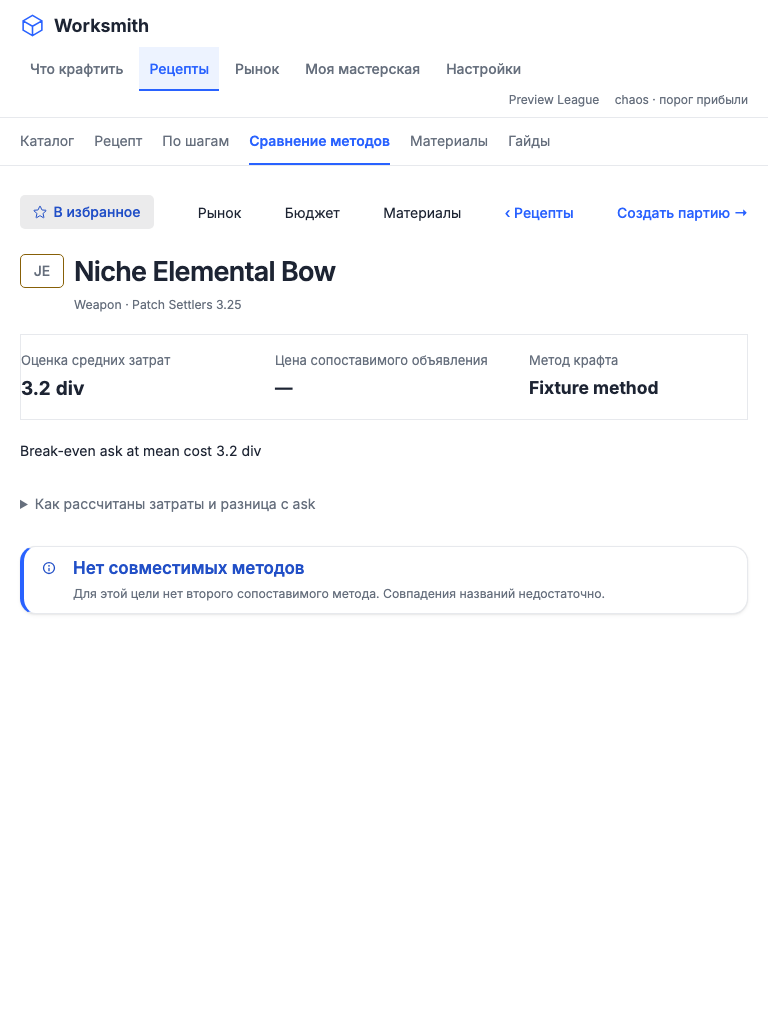 Worksmith
Что крафтить Рецепты Рынок Моя мастерская Настройки
Preview League chaos · порог прибыли
Каталог Рецепт По шагам Сравнение методов Материалы Гайды
В избранное Рынок Бюджет Материалы ‹ Рецепты Создать партию →
JE Niche Elemental Bow
Weapon · Patch Settlers 3.25
Оценка средних затрат Цена сопоставимого объявления Метод крафта
3.2 div — Fixture method
Break-even ask at mean cost 3.2 div
Как рассчитаны затраты и разница с ask
Нет совместимых методов
Для этой цели нет второго сопоставимого метода. Совпадения названий недостаточно.